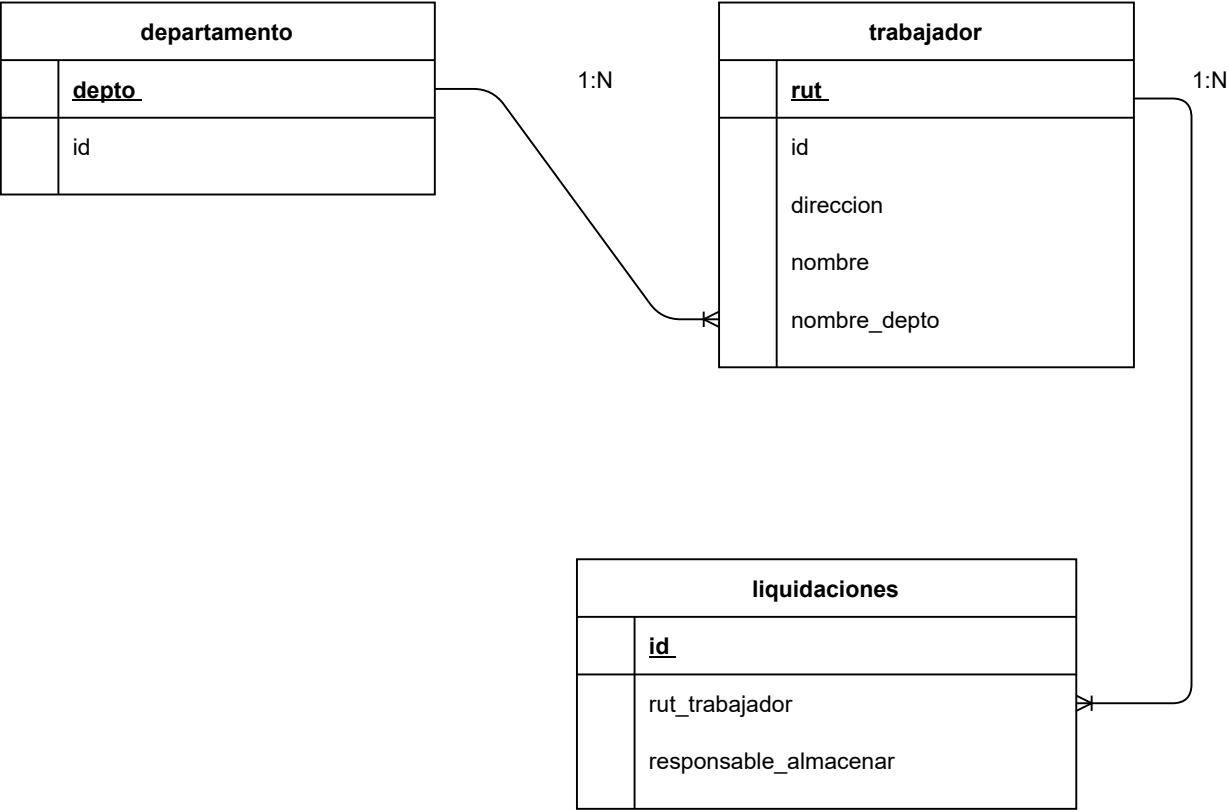 departamento
depto
id
1:N
trabajador
rut
id
direccion
nombre
nombre_depto
1:N
liquidaciones
id
rut_trabajador
responsable_almacenar